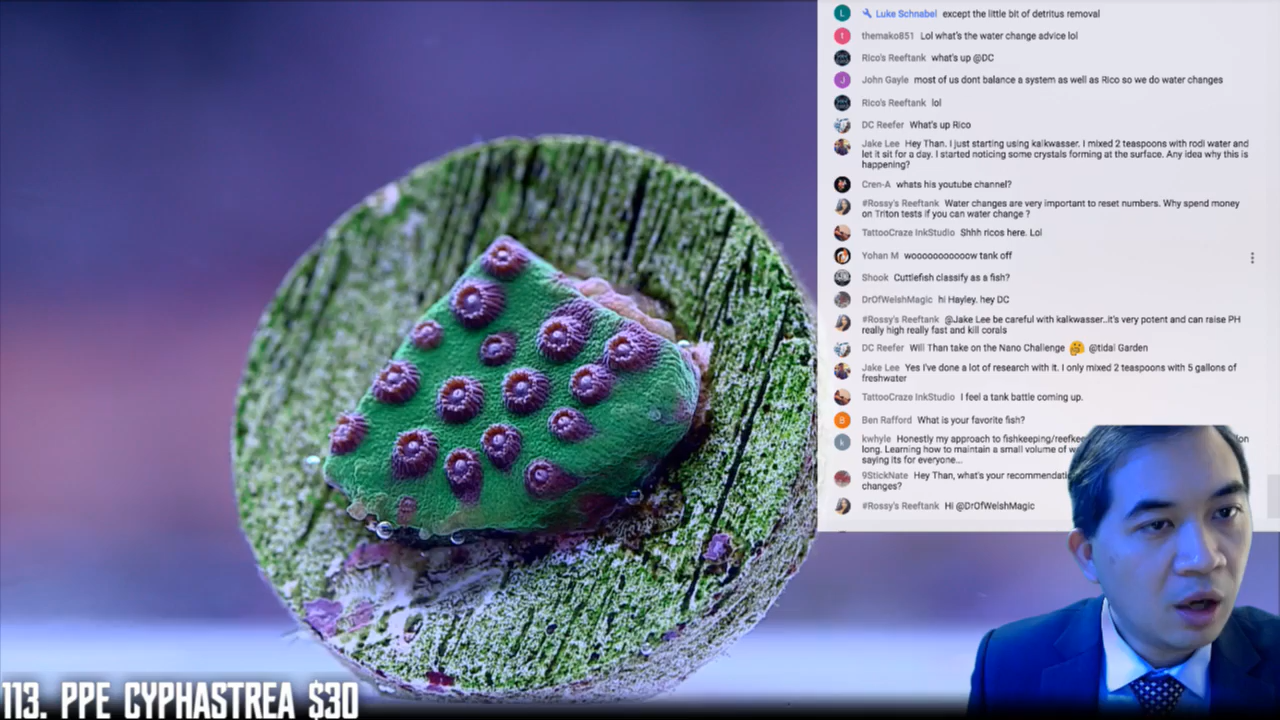 Luke Schnabel except the little bit of detritus removal
themako851 Lol what's the water change advice lol
Rico's Reeftank what's up @DC
John Gayle most of us dont balance a system as well as Rico so we do water changes
Rico's Reeftank lol
DC Reefer What's up Rico
Jake Lee Hey Than. I just starting using kalkwasser. I mixed 2 teaspoons with rodi water and
let it sit for a day. I started noticing some crystals forming at the surface. Any idea why this is
happening?
Cren-A whats his youtube channel?
#Rossy's Reeftank Water changes are very important to reset numbers. Why spend money
on Triton tests if you can water change ?
TattooCraze InkStudio Shhh ricos here. Lol
Yohan M woooooooooow tank off
Shook Cuttlefish classify as a fish?
DrOfWelshMagic hi Hayley. hey DC
#Rossy's Reeftank @Jake Lee be careful with kalkwasser..it's very potent and can raise PH
really high really fast and kill corals
DC Reefer Will Than take on the Nano Challenge @tidal Garden
Jake Lee Yes I've done a lot of research with it. I only mixed 2 teaspoons with 5 gallons of
freshwater
TattooCraze InkStudio I feel a tank battle coming up.
Ben Rafford What is your favorite fish?
kwhyle Honestly my approach to fishkeeping/reefkee
long. Learning how to maintain a small volume of w
saying its for everyone...
9StickNate Hey Than, what's your recommendati
changes?
#Rossy's Reeftank Hi @DrOfWelshMagic
113. PPE CYPHASTREA $30